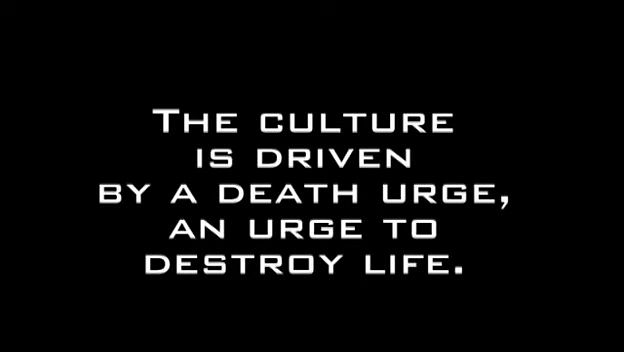 The culture
is driven
by a death urge,
an urge to
destroy life.